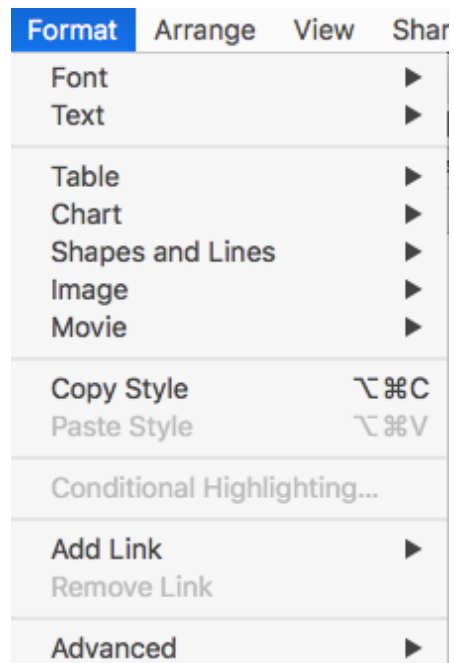 Format Arrange View Shar
Font ▶
Text ▶
Table ▶
Chart ▶
Shapes and Lines ▶
Image ▶
Movie ▶
Copy Style ⌥⌘C
Paste Style ⌥⌘V
Conditional Highlighting...
Add Link ▶
Remove Link
Advanced ▶